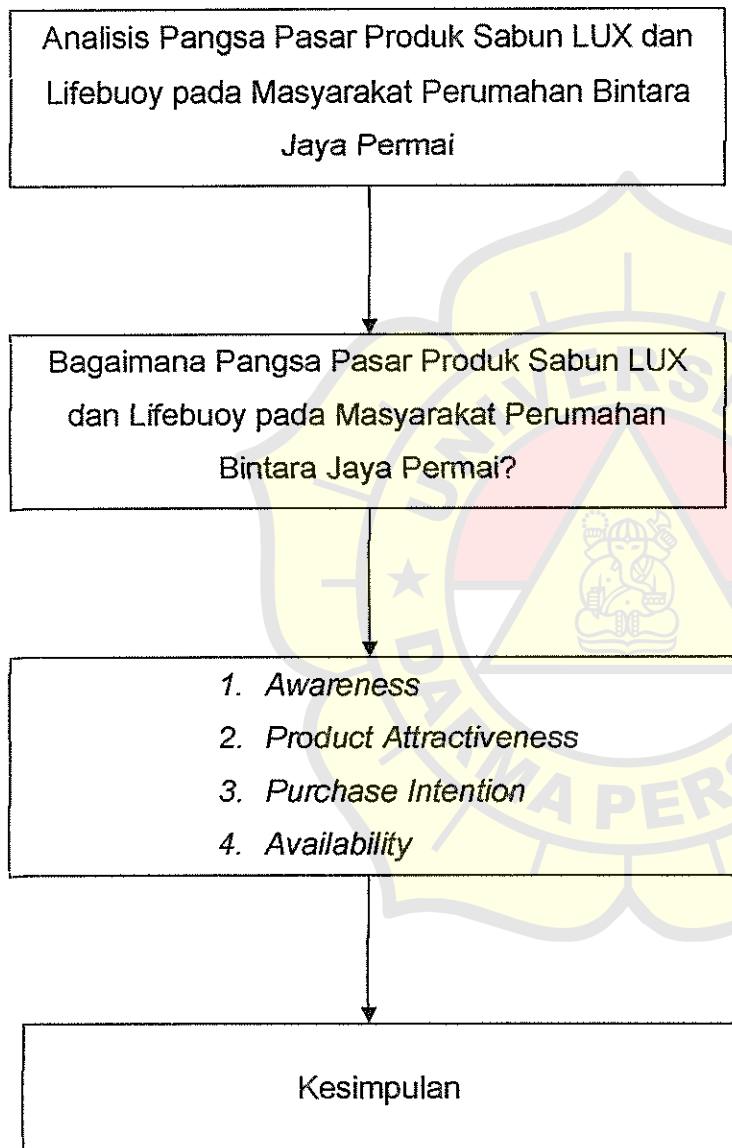 Analisis Pangsa Pasar Produk Sabun LUX dan
Lifebuoy pada Masyarakat Perumahan Bintara
Jaya Permai
Bagaimana Pangsa Pasar Produk Sabun LUX
dan Lifebuoy pada Masyarakat Perumahan
Bintara Jaya Permai?
1. Awareness
2. Product Attractiveness
3. Purchase Intention
4. Availability
Kesimpulan